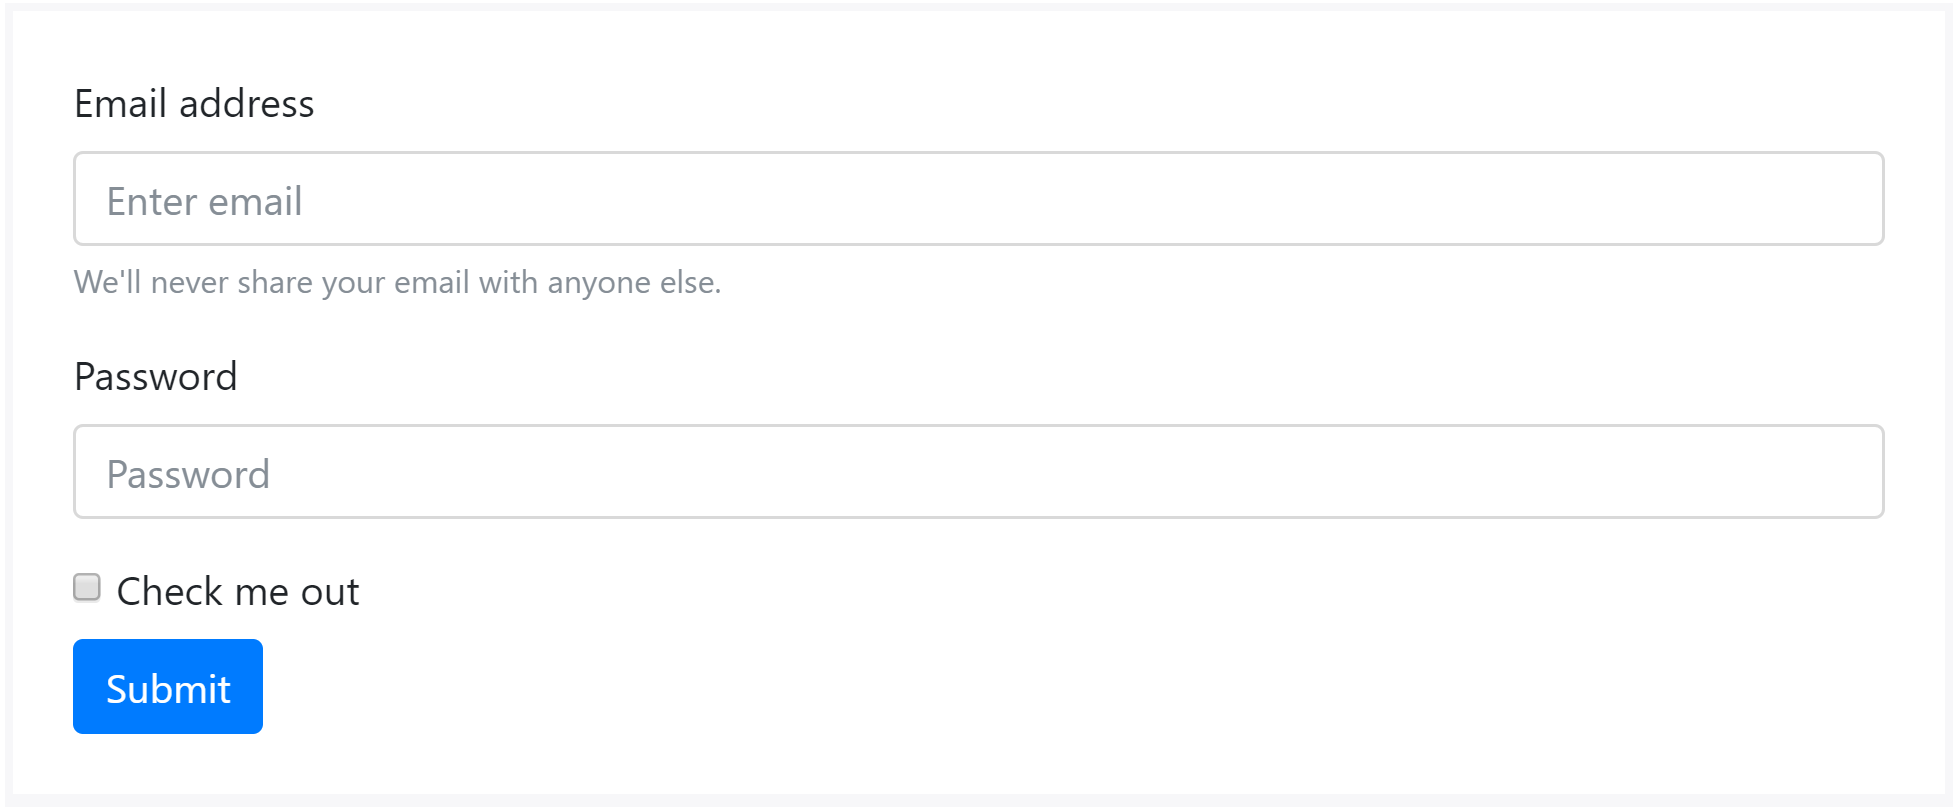 Email address
Enter email
We'll never share your email with anyone else.
Password
Password
Check me out
Submit